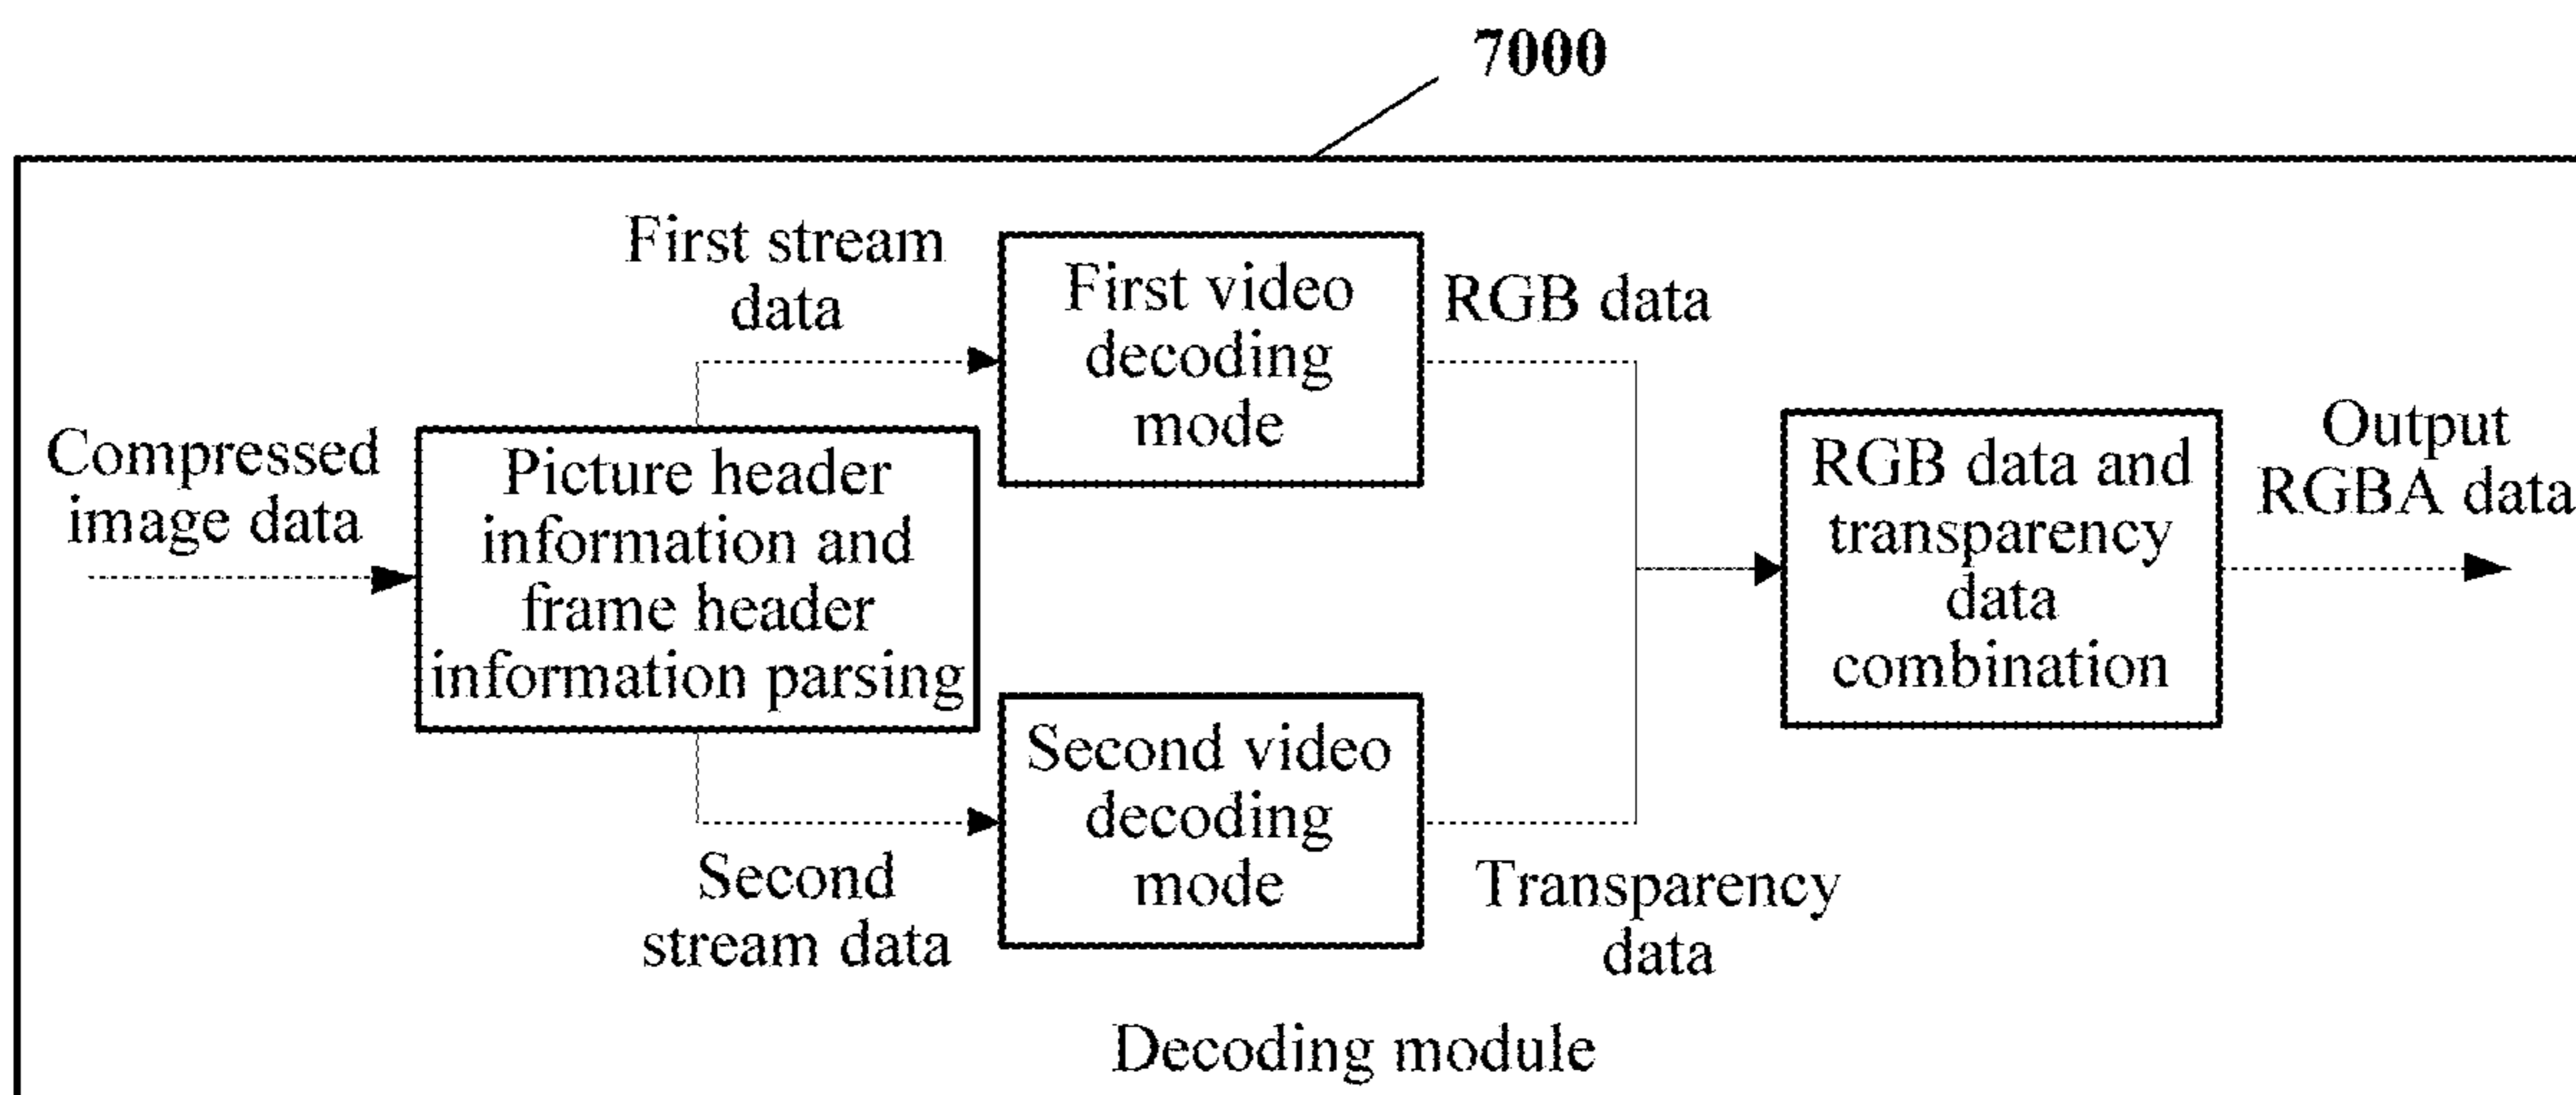 7000
First stream
data
First video
decoding
mode
RGB data
Compressed
image data
Picture header
information and
frame header
information parsing
RGB data and
transparency
data
combination
Output
RGBA data
Second
stream data
Second video
decoding
mode
Transparency
data
Decoding module